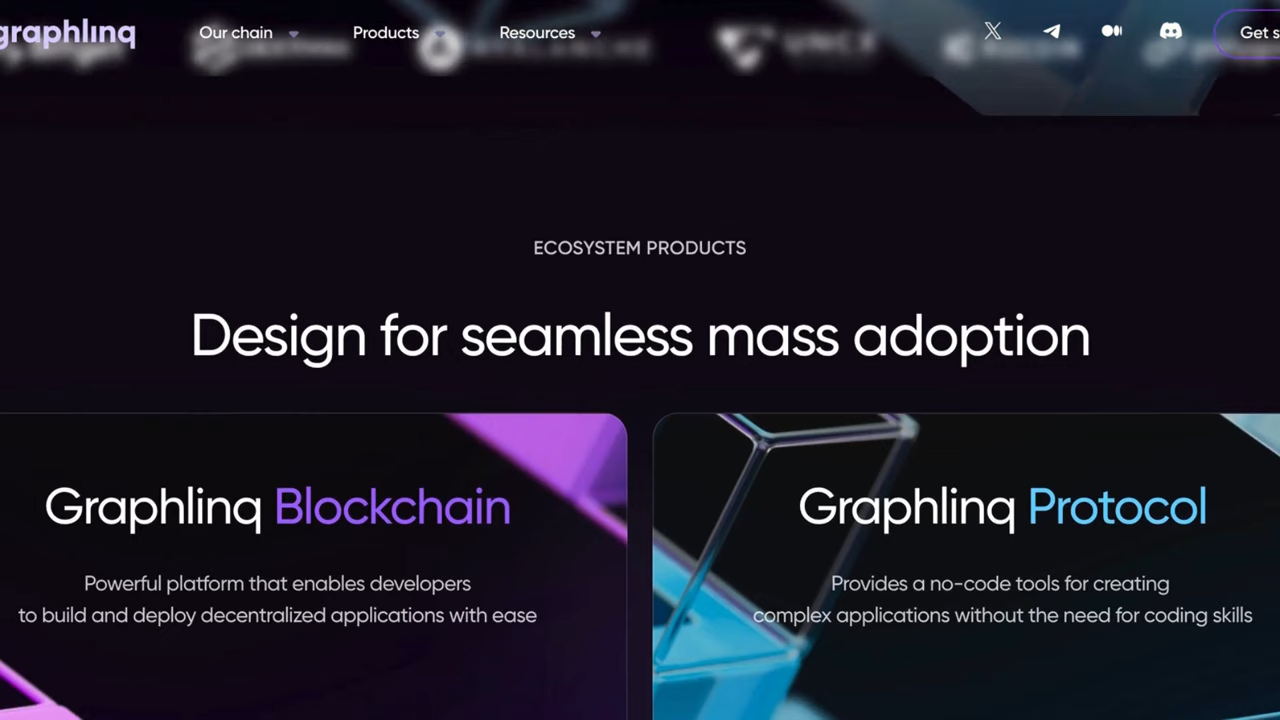 graphlinq
Our chain
Products
Resources
Get s
ECOSYSTEM PRODUCTS
Design for seamless mass adoption
Graphlinq Blockchain
Powerful platform that enables developers
to build and deploy decentralized applications with ease
Graphlinq Protocol
Provides a no-code tools for creating
complex applications without the need for coding skills